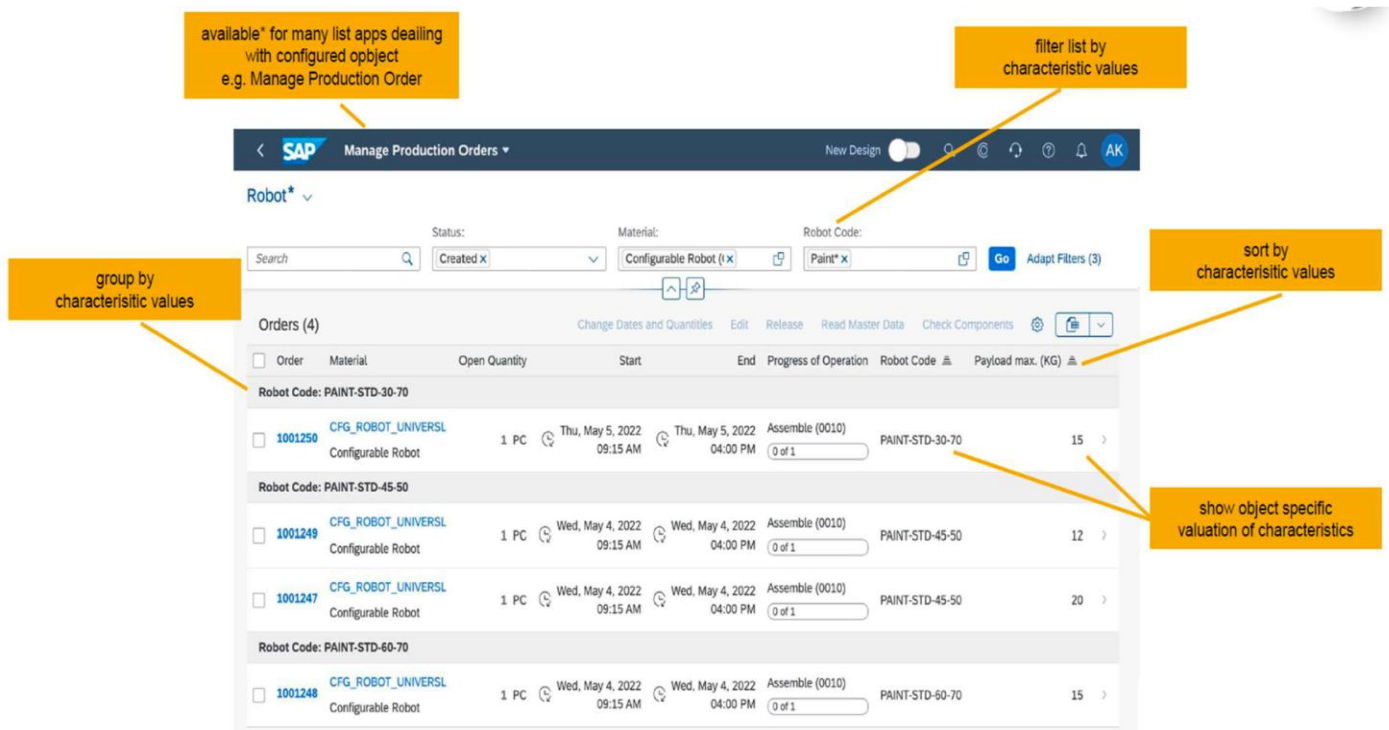 available* for many list apps deailing
with configured opbject
e.g. Manage Production Order
filter list by
characteristic values
SAP Manage Production Orders New Design AK
Robot*
Status: Material: Robot Code:
Search Created x Configurable Robot (( x Paint* x Go Adapt Filters (3)
sort by
characterisitic values
group by
characterisitic values
Orders (4) Change Dates and Quantities Edit Release Read Master Data Check Components
Order Material Open Quantity Start End Progress of Operation Robot Code Payload max. (KG)
Robot Code: PAINT-STD-30-70
1001250 CFG_ROBOT_UNIVERSL 1 PC Thu, May 5, 2022 Thu, May 5, 2022 Assemble (0010) PAINT-STD-30-70 15
Configurable Robot 09:15 AM 04:00 PM 0 of 1
Robot Code: PAINT-STD-45-50
show object specific
valuation of characteristics
1001249 CFG_ROBOT_UNIVERSL 1 PC Wed, May 4, 2022 Wed, May 4, 2022 Assemble (0010) PAINT-STD-45-50 12
Configurable Robot 09:15 AM 04:00 PM 0 of 1
1001247 CFG_ROBOT_UNIVERSL 1 PC Wed, May 4, 2022 Wed, May 4, 2022 Assemble (0010) PAINT-STD-45-50 20
Configurable Robot 09:15 AM 04:00 PM 0 of 1
Robot Code: PAINT-STD-60-70
1001248 CFG_ROBOT_UNIVERSL 1 PC Wed, May 4, 2022 Wed, May 4, 2022 Assemble (0010) PAINT-STD-60-70 15
Configurable Robot 09:15 AM 04:00 PM 0 of 1